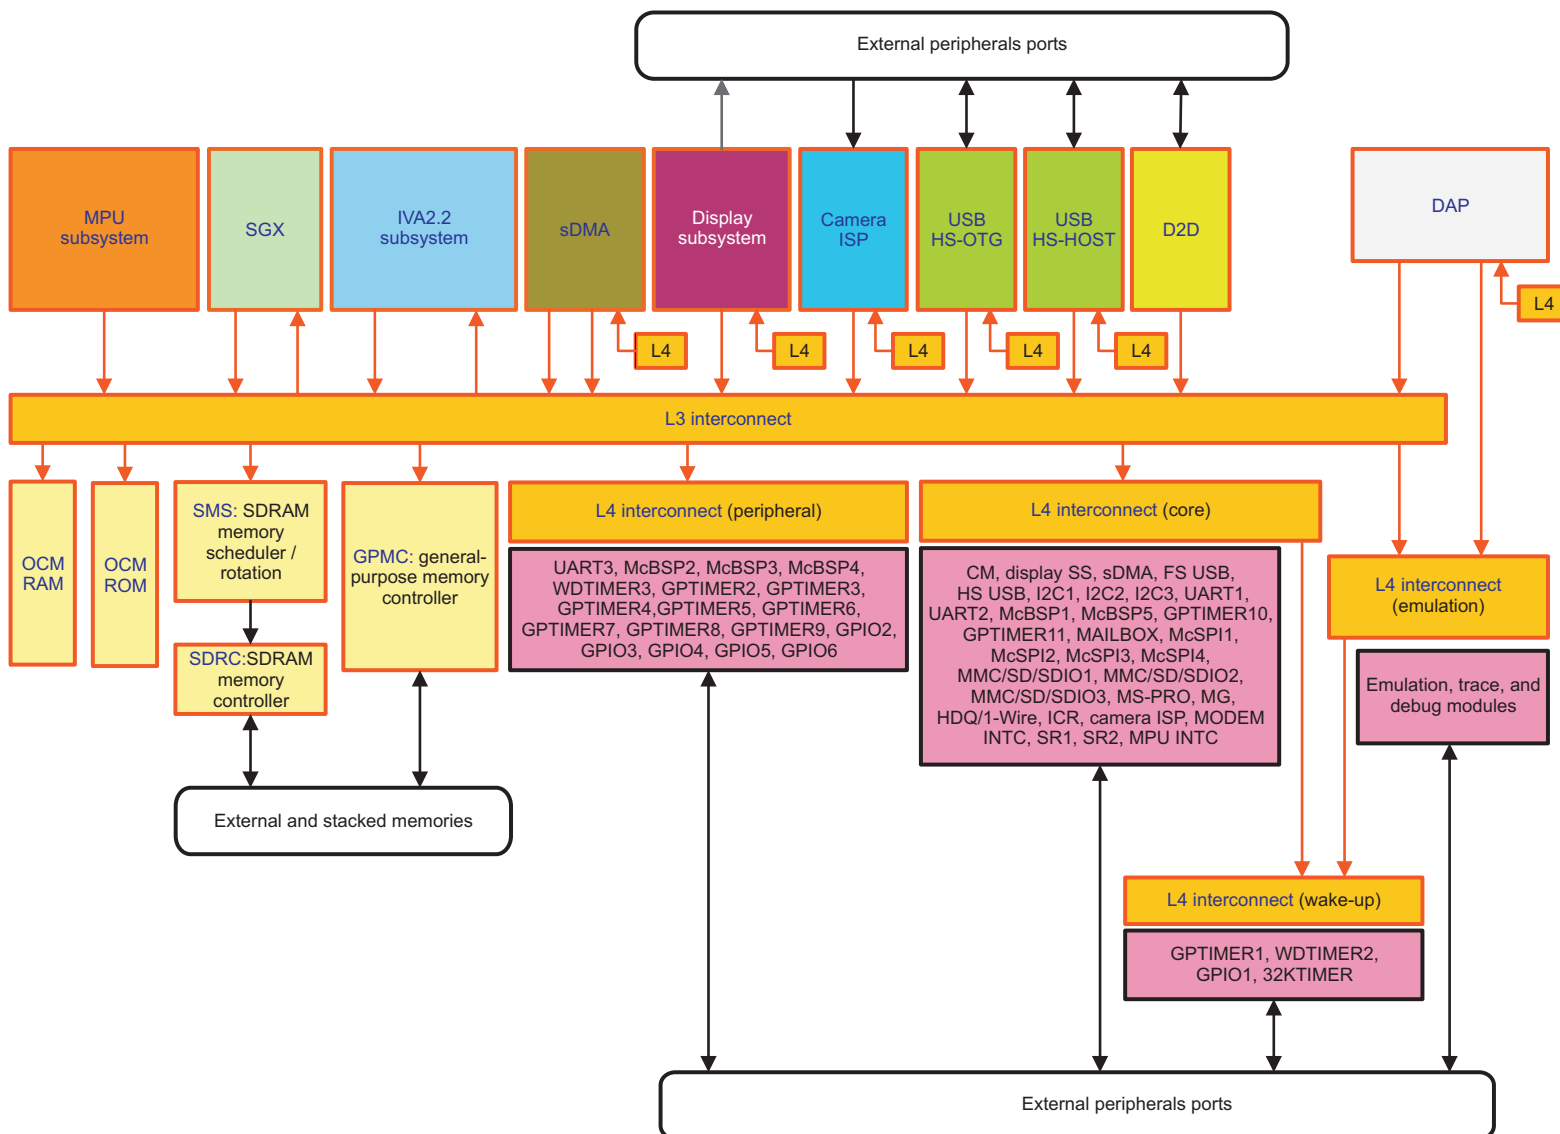 External peripherals ports
MPU
subsystem
SGX
IVA2.2
subsystem
sDMA
Display
subsystem
Camera
ISP
USB
HS-OTG
USB
HS-HOST
D2D
DAP
L4
L4
L4
L4
L4
L4
L3 interconnect
OCM
RAM
OCM
ROM
SMS: SDRAM
memory
scheduler /
rotation
SDRC:SDRAM
memory
controller
GPMC: general-
purpose memory
controller
External and stacked memories
L4 interconnect (peripheral)
UART3, McBSP2, McBSP3, McBSP4,
WDTIMER3, GPTIMER2, GPTIMER3,
GPTIMER4,GPTIMER5, GPTIMER6,
GPTIMER7, GPTIMER8, GPTIMER9, GPIO2,
GPIO3, GPIO4, GPIO5, GPIO6
L4 interconnect (core)
CM, display SS, sDMA, FS USB,
HS USB, I2C1, I2C2, I2C3, UART1,
UART2, McBSP1, McBSP5, GPTIMER10,
GPTIMER11, MAILBOX, McSPI1,
McSPI2, McSPI3, McSPI4,
MMC/SD/SDIO1, MMC/SD/SDIO2,
MMC/SD/SDIO3, MS-PRO, MG,
HDQ/1-Wire, ICR, camera ISP, MODEM
INTC, SR1, SR2, MPU INTC
L4 interconnect
(emulation)
Emulation, trace, and
debug modules
L4 interconnect (wake-up)
GPTIMER1, WDTIMER2,
GPIO1, 32KTIMER
External peripherals ports